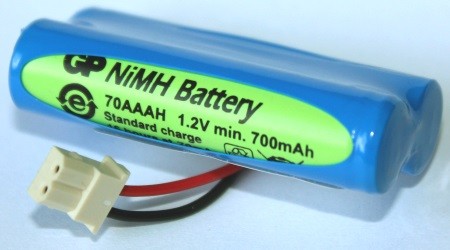 GP NiMH Battery
70AAAH 1.2V min. 700mAh
Standard charge